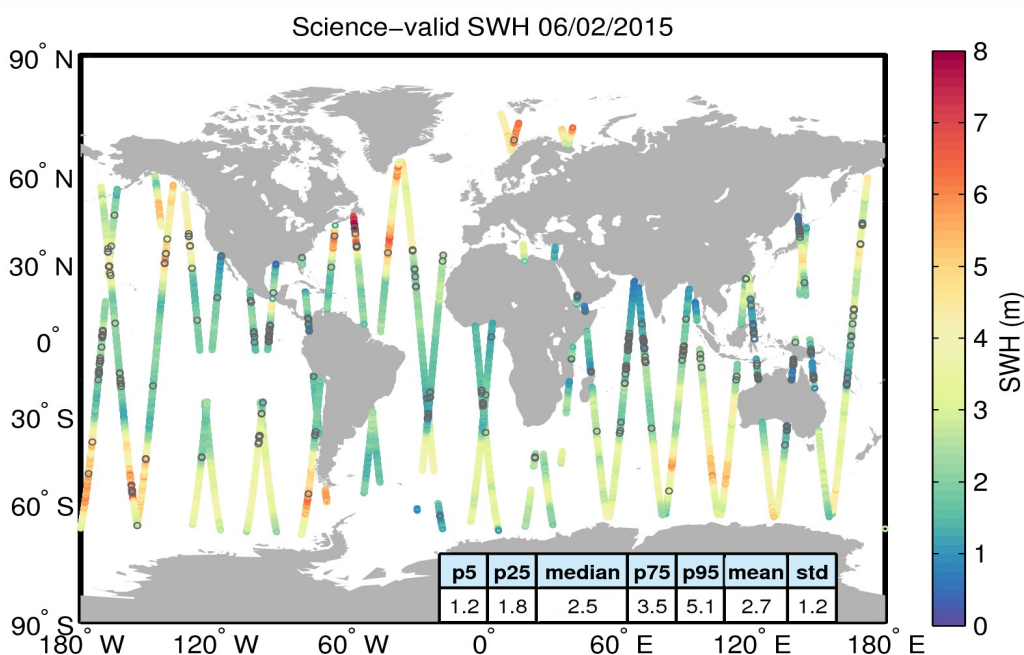 Science−valid SWH 06/02/2015
90° N
60° N
30° N
0°
30° S
60° S
90° S
180° W 120° W 60° W 0° 60° E 120° E 180° E
p5 p25 median p75 p95 mean std
1.2 1.8 2.5 3.5 5.1 2.7 1.2
8
7
6
5
4
3
2
1
0
SWH (m)